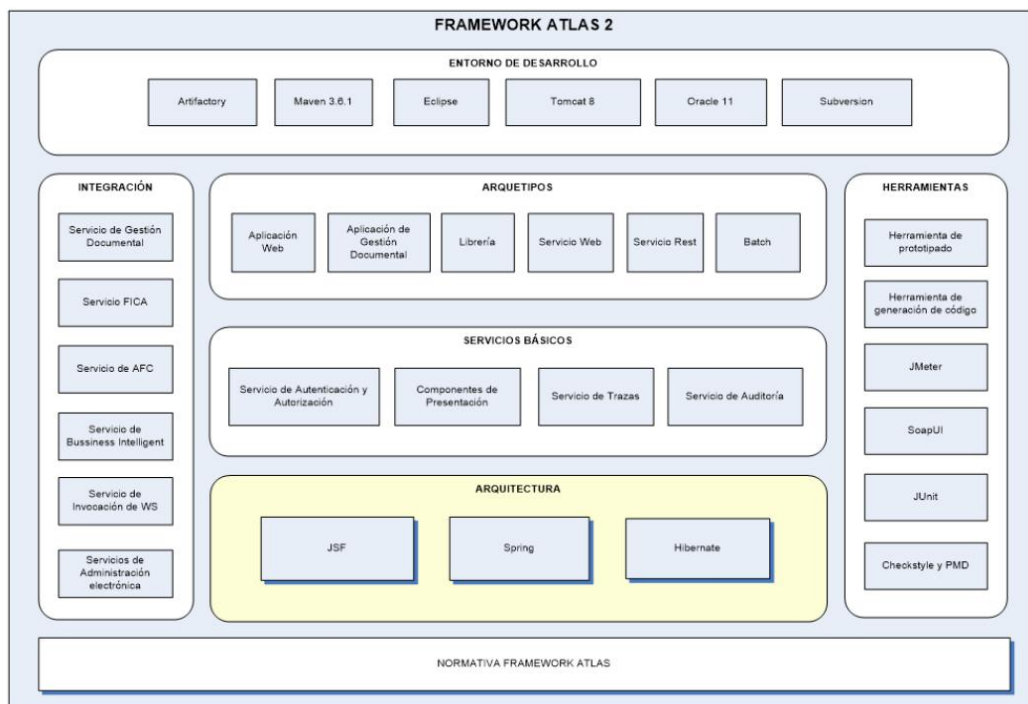 FRAMEWORK ATLAS 2
ENTORNO DE DESARROLLO
Artifactory
Maven 3.6.1
Eclipse
Tomcat 8
Oracle 11
Subversion
INTEGRACIÓN
Servicio de Gestión
Documental
Servicio FICA
Servicio de AFC
Servicio de
Bussiness Intelligent
Servicio de
Invocación de WS
Servicios de
Administración
electrónica
ARQUETIPOS
Aplicación
Web
Aplicación de
Gestión
Documental
Librería
Servicio Web
Servicio Rest
Batch
SERVICIOS BÁSICOS
Servicio de Autenticación y
Autorización
Componentes de
Presentación
Servicio de Trazas
Servicio de Auditoría
ARQUITECTURA
JSF
Spring
Hibernate
HERRAMIENTAS
Herramienta de
prototipado
Herramienta de
generación de código
JMeter
SoapUI
JUnit
Checkstyle y PMD
NORMATIVA FRAMEWORK ATLAS